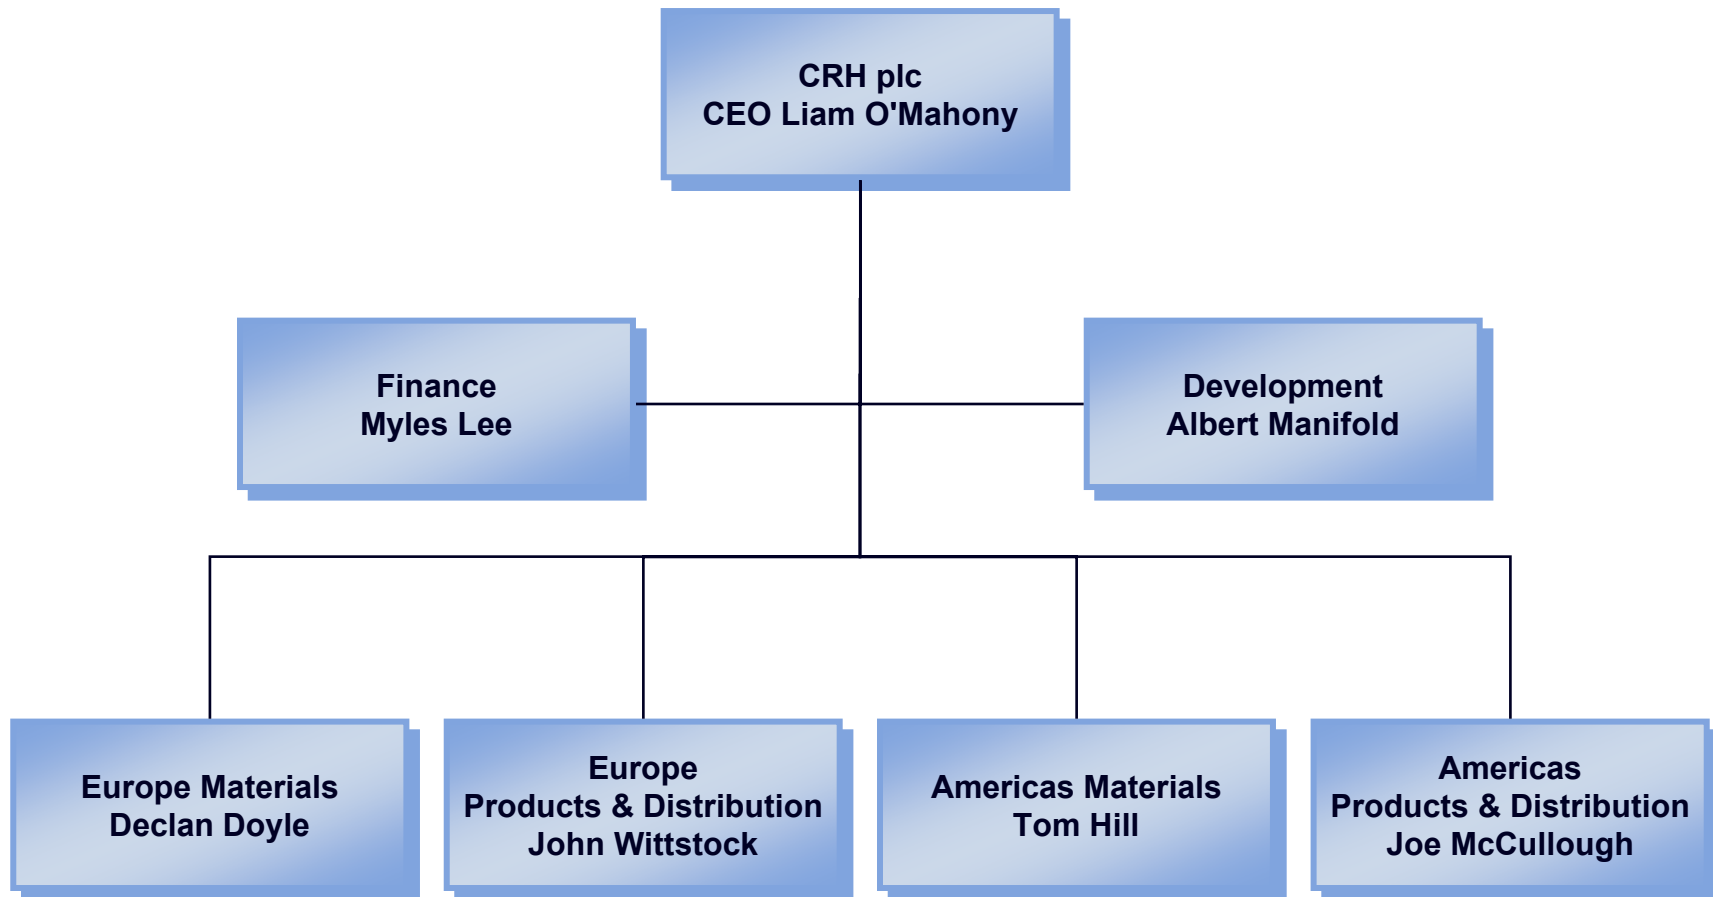 CRH plc
CEO Liam O'Mahony
Finance
Myles Lee
Development
Albert Manifold
Europe Materials
Declan Doyle
Europe
Products & Distribution
John Wittstock
Americas Materials
Tom Hill
Americas
Products & Distribution
Joe McCullough